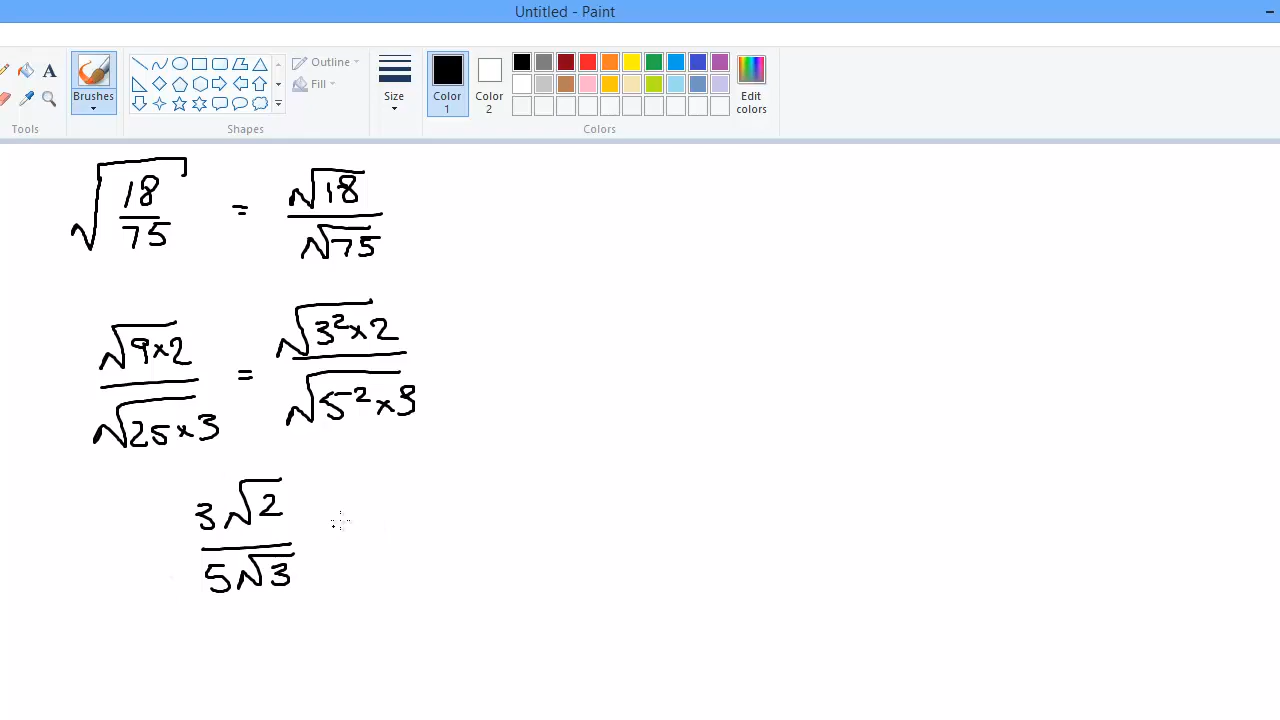 Untitled - Paint
A
Brushes
Outline
Fill
Size
Color 1
Color 2
Edit colors
Tools
Shapes
Colors
√(18/75) = √18/√75
√9×2/√25×3 = √3²×2/√5²×3
3√2/5√3